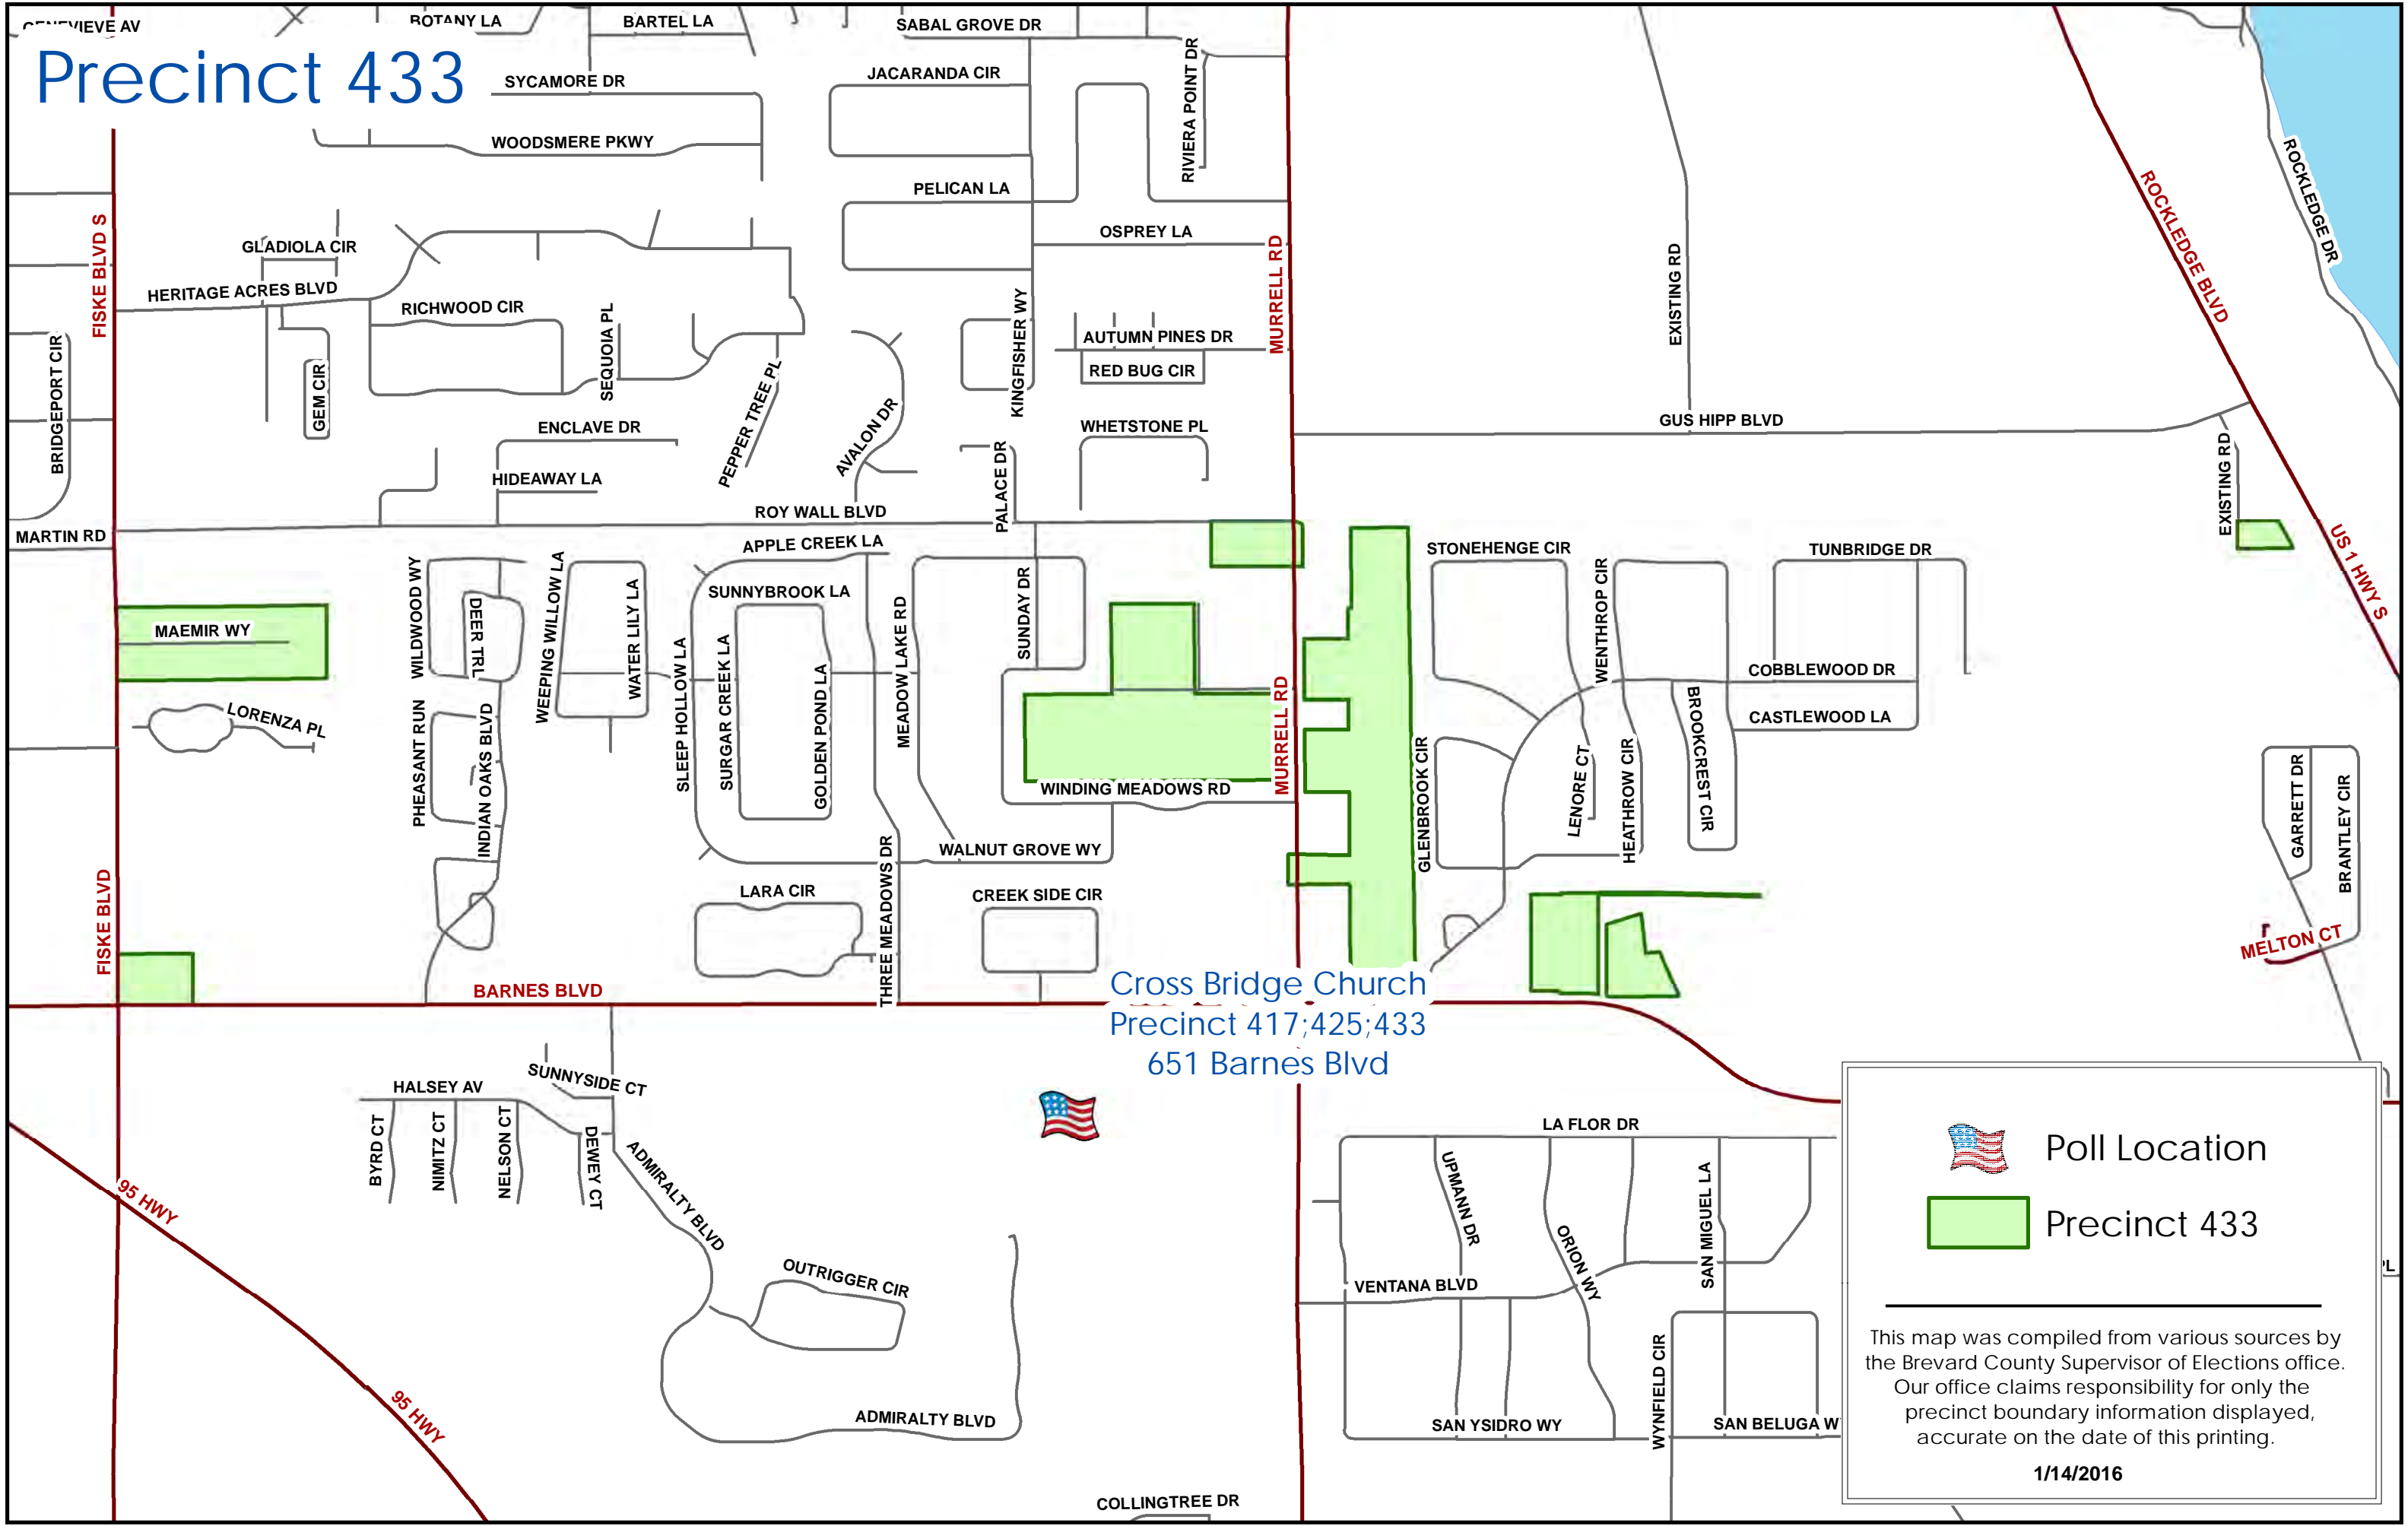 GENEVIEVE AV
BOTANY LA
BARTEL LA
SABAL GROVE DR
Precinct 433
SYCAMORE DR
JACARANDA CIR
RIVIERA POINT DR
WOODSMERE PKWY
PELICAN LA
ROCKLEDGE DR
ROCKLEDGE BLVD
FISKE BLVD S
GLADIOLA CIR
OSPREY LA
MURRELL RD
EXISTING RD
HERITAGE ACRES BLVD
RICHWOOD CIR
SEQUOIA PL
KINGFISHER WY
AUTUMN PINES DR
RED BUG CIR
BRIDGEPORT CIR
GEM CIR
PEPPER TREE PL
AVALON DR
ENCLAVE DR
WHETSTONE PL
GUS HIPP BLVD
HIDEAWAY LA
PALACE DR
EXISTING RD
ROY WALL BLVD
MARTIN RD
APPLE CREEK LA
STONEHENGE CIR
TUNBRIDGE DR
US 1 HWY S
WILDWOOD WY
DEER TRL
WEEPING WILLOW LA
WATER LILY LA
SUNNYBROOK LA
SUNDAY DR
WENTHROP CIR
MAEMIR WY
SLEEP HOLLOW LA
SURGAR CREEK LA
GOLDEN POND LA
MEADOW LAKE RD
COBBLEWOOD DR
LORENZA PL
PHEASANT RUN
INDIAN OAKS BLVD
MURRELL RD
BROOKCREST CIR
CASTLEWOOD LA
GLENBROOK CIR
LENORE CT
HEATHROW CIR
GARRETT DR
BRANTLEY CIR
WINDING MEADOWS RD
WALNUT GROVE WY
THREE MEADOWS DR
FISKE BLVD
LARA CIR
CREEK SIDE CIR
MELTON CT
BARNES BLVD
Cross Bridge Church
Precinct 417;425;433
651 Barnes Blvd
SUNNYSIDE CT
HALSEY AV
BYRD CT
NIMITZ CT
NELSON CT
DEWEY CT
ADMIRALTY BLVD
LA FLOR DR
UPMANN DR
ORION WY
SAN MIGUEL LA
95 HWY
OUTRIGGER CIR
VENTANA BLVD
WYNFIELD CIR
95 HWY
ADMIRALTY BLVD
SAN YSIDRO WY
SAN BELUGA W
COLLINGTREE DR
PL
Poll Location
Precinct 433
This map was compiled from various sources by
the Brevard County Supervisor of Elections office.
Our office claims responsibility for only the
precinct boundary information displayed,
accurate on the date of this printing.
1/14/2016